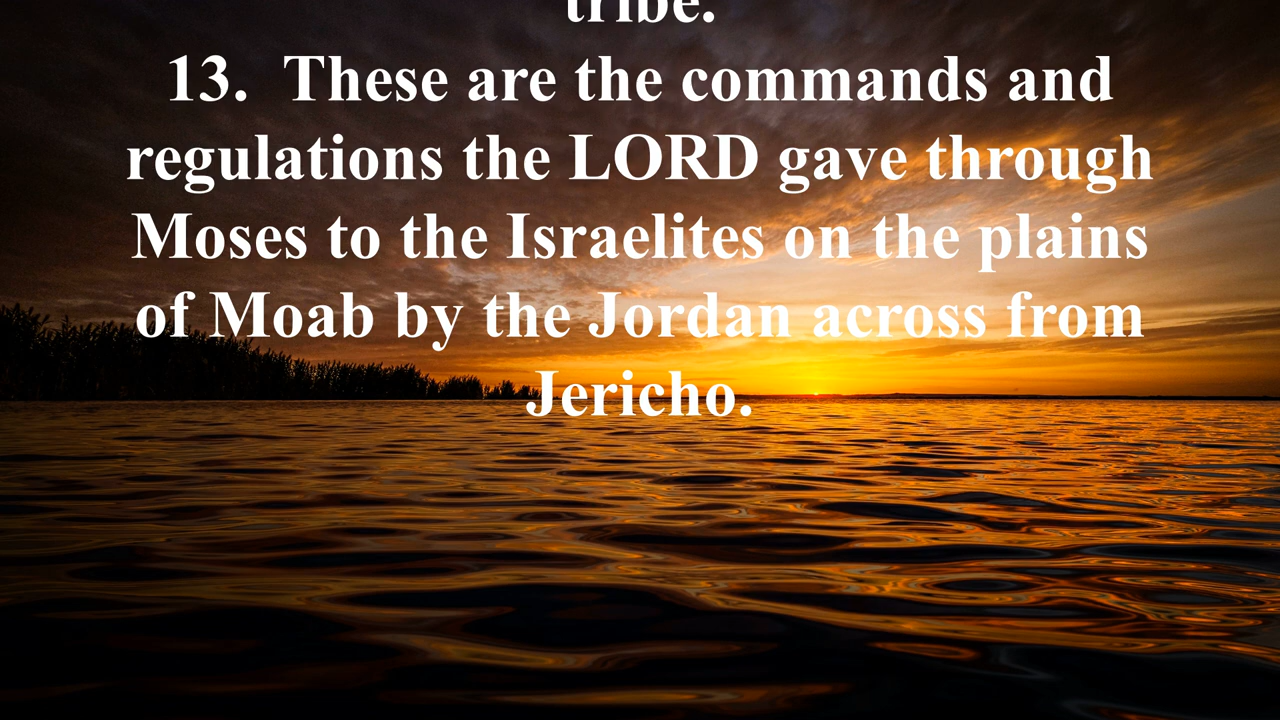 tribe.
13.  These are the commands and
regulations the LORD gave through
Moses to the Israelites on the plains
of Moab by the Jordan across from
Jericho.